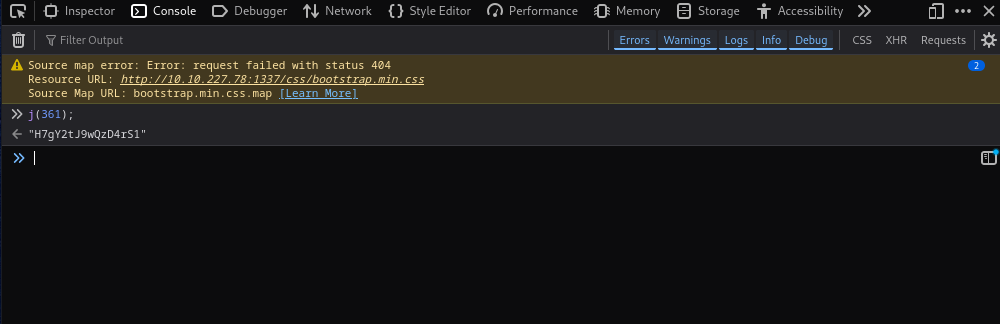 Inspector Console Debugger Network Style Editor Performance Memory Storage Accessibility
Filter Output Errors Warnings Logs Info Debug CSS XHR Requests
Source map error: Error: request failed with status 404 2
Resource URL: http://10.10.227.78:1337/css/bootstrap.min.css
Source Map URL: bootstrap.min.css.map [Learn More]
j(361);
"H7gY2tJ9wQzD4rS1"